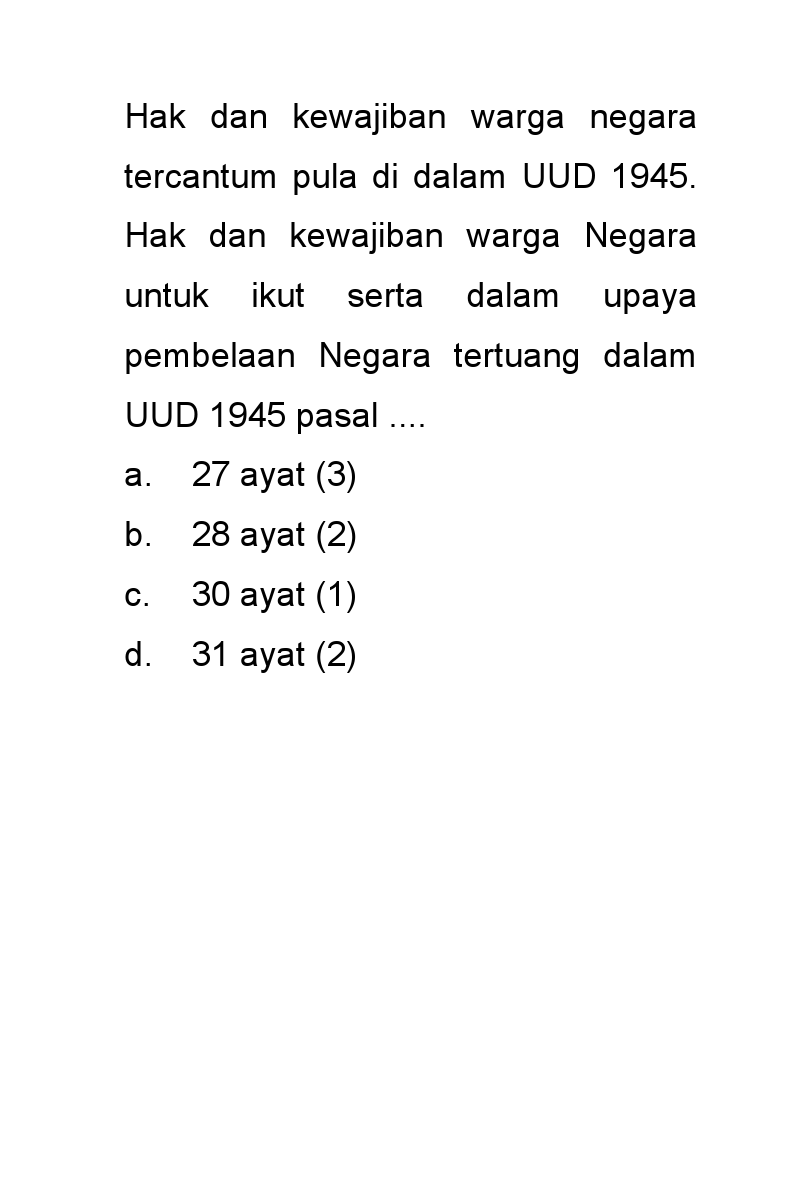 Hak dan kewajiban warga negara
tercantum pula di dalam UUD 1945.
Hak dan kewajiban warga Negara
untuk ikut serta dalam upaya
pembelaan Negara tertuang dalam
UUD 1945 pasal ....
a. 27 ayat (3)
b. 28 ayat (2)
c. 30 ayat (1)
d. 31 ayat (2)